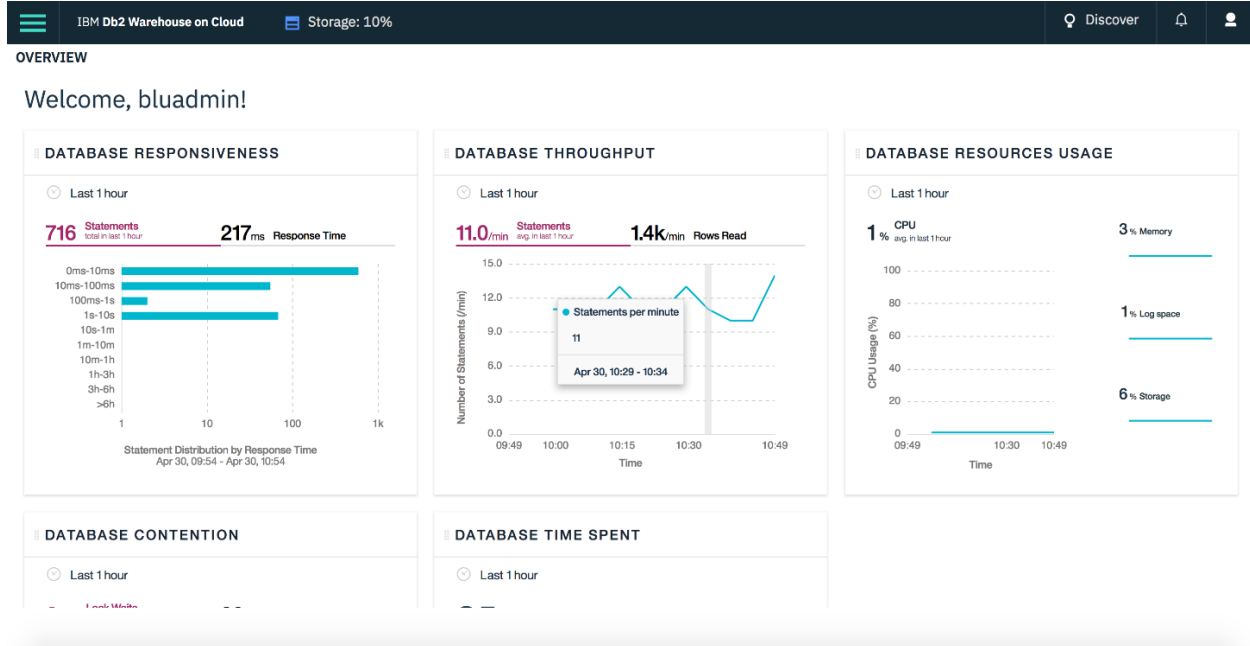 IBM Db2 Warehouse on Cloud
Storage: 10%
Discover
OVERVIEW
Welcome, bluadmin!
DATABASE RESPONSIVENESS
Last 1 hour
716 Statements
total in last 1 hour
217 ms Response Time
0ms-10ms
10ms-100ms
100ms-1s
1s-10s
10s-1m
1m-10m
10m-1h
1h-3h
3h-6h
>6h
1 10 100 1k
Statement Distribution by Response Time
Apr 30, 09:54 - Apr 30, 10:54
DATABASE THROUGHPUT
Last 1 hour
11.0/min Statements
avg. in last 1 hour
1.4k/min Rows Read
Number of Statements (/min)
15.0
12.0
9.0
6.0
3.0
0.0
Statements per minute
11
Apr 30, 10:29 - 10:34
09:49 10:00 10:15 10:30 10:49
Time
DATABASE RESOURCES USAGE
Last 1 hour
1 % CPU
avg. in last 1 hour
CPU Usage (%)
100
80
60
40
20
0
09:49 10:30 10:49
Time
3 % Memory
1 % Log space
6 % Storage
DATABASE CONTENTION
Last 1 hour
Lock Waits
DATABASE TIME SPENT
Last 1 hour